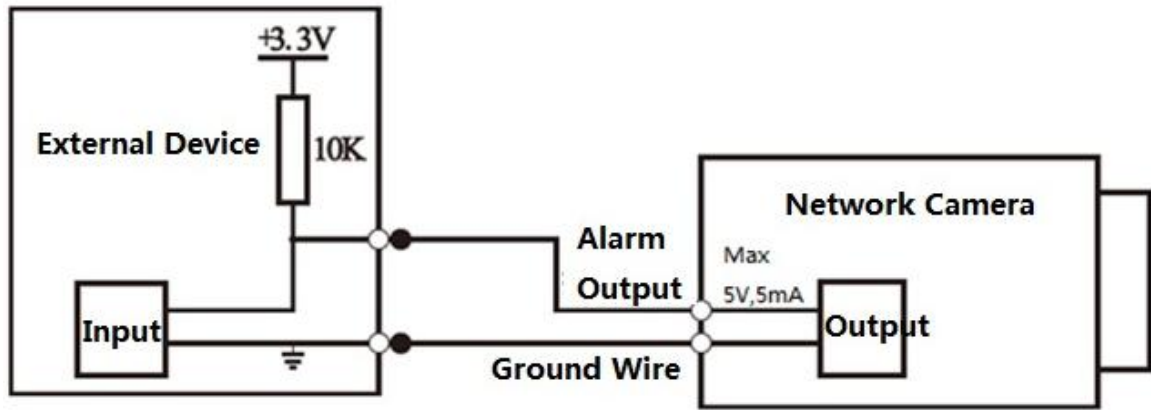 +3.3V
External Device
10K
Network Camera
Alarm
Output
Max
5V,5mA
Input
Output
Ground Wire